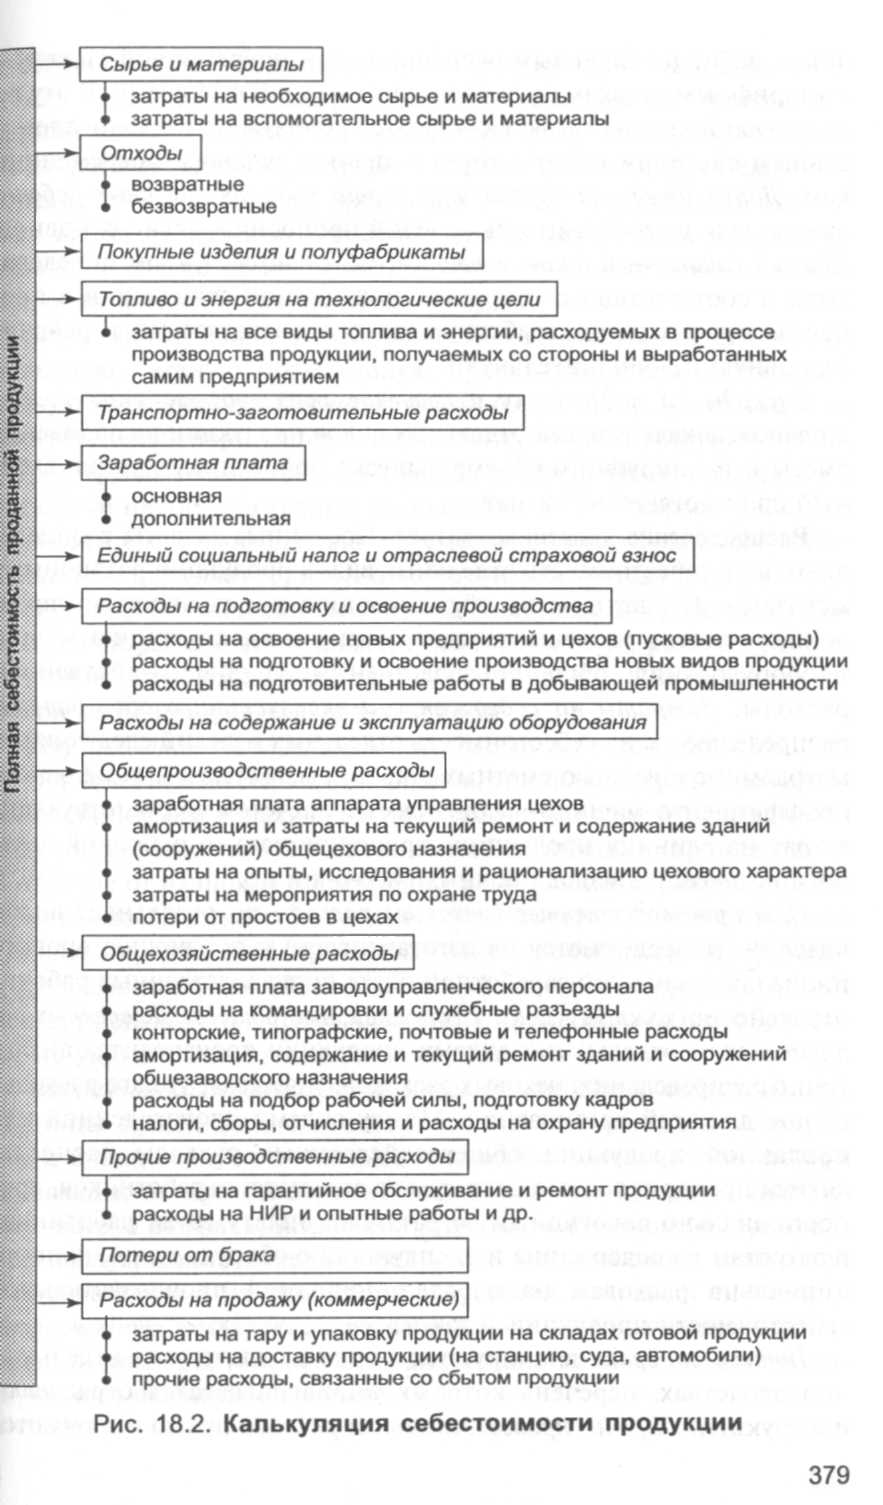 Полная себестоимость проданной продукции
Сырье и материалы
затраты на необходимое сырье и материалы
затраты на вспомогательное сырье и материалы
Отходы
возвратные
безвозвратные
Покупные изделия и полуфабрикаты
Топливо и энергия на технологические цели
затраты на все виды топлива и энергии, расходуемых в процессе
производства продукции, получаемых со стороны и выработанных
самим предприятием
Транспортно-заготовительные расходы
Заработная плата
основная
дополнительная
Единый социальный налог и отраслевой страховой взнос
Расходы на подготовку и освоение производства
расходы на освоение новых предприятий и цехов (пусковые расходы)
расходы на подготовку и освоение производства новых видов продукции
расходы на подготовительные работы в добывающей промышленности
Расходы на содержание и эксплуатацию оборудования
Общепроизводственные расходы
заработная плата аппарата управления цехов
амортизация и затраты на текущий ремонт и содержание зданий
(сооружений) общецехового назначения
затраты на опыты, исследования и рационализацию цехового характера
затраты на мероприятия по охране труда
потери от простоев в цехах
Общехозяйственные расходы
заработная плата заводоуправленческого персонала
расходы на командировки и служебные разъезды
конторские, типографские, почтовые и телефонные расходы
амортизация, содержание и текущий ремонт зданий и сооружений
общезаводского назначения
расходы на подбор рабочей силы, подготовку кадров
налоги, сборы, отчисления и расходы на охрану предприятия
Прочие производственные расходы
затраты на гарантийное обслуживание и ремонт продукции
расходы на НИР и опытные работы и др.
Потери от брака
Расходы на продажу (коммерческие)
затраты на тару и упаковку продукции на складах готовой продукции
расходы на доставку продукции (на станцию, суда, автомобили)
прочие расходы, связанные со сбытом продукции
Рис. 18.2. Калькуляция себестоимости продукции
379